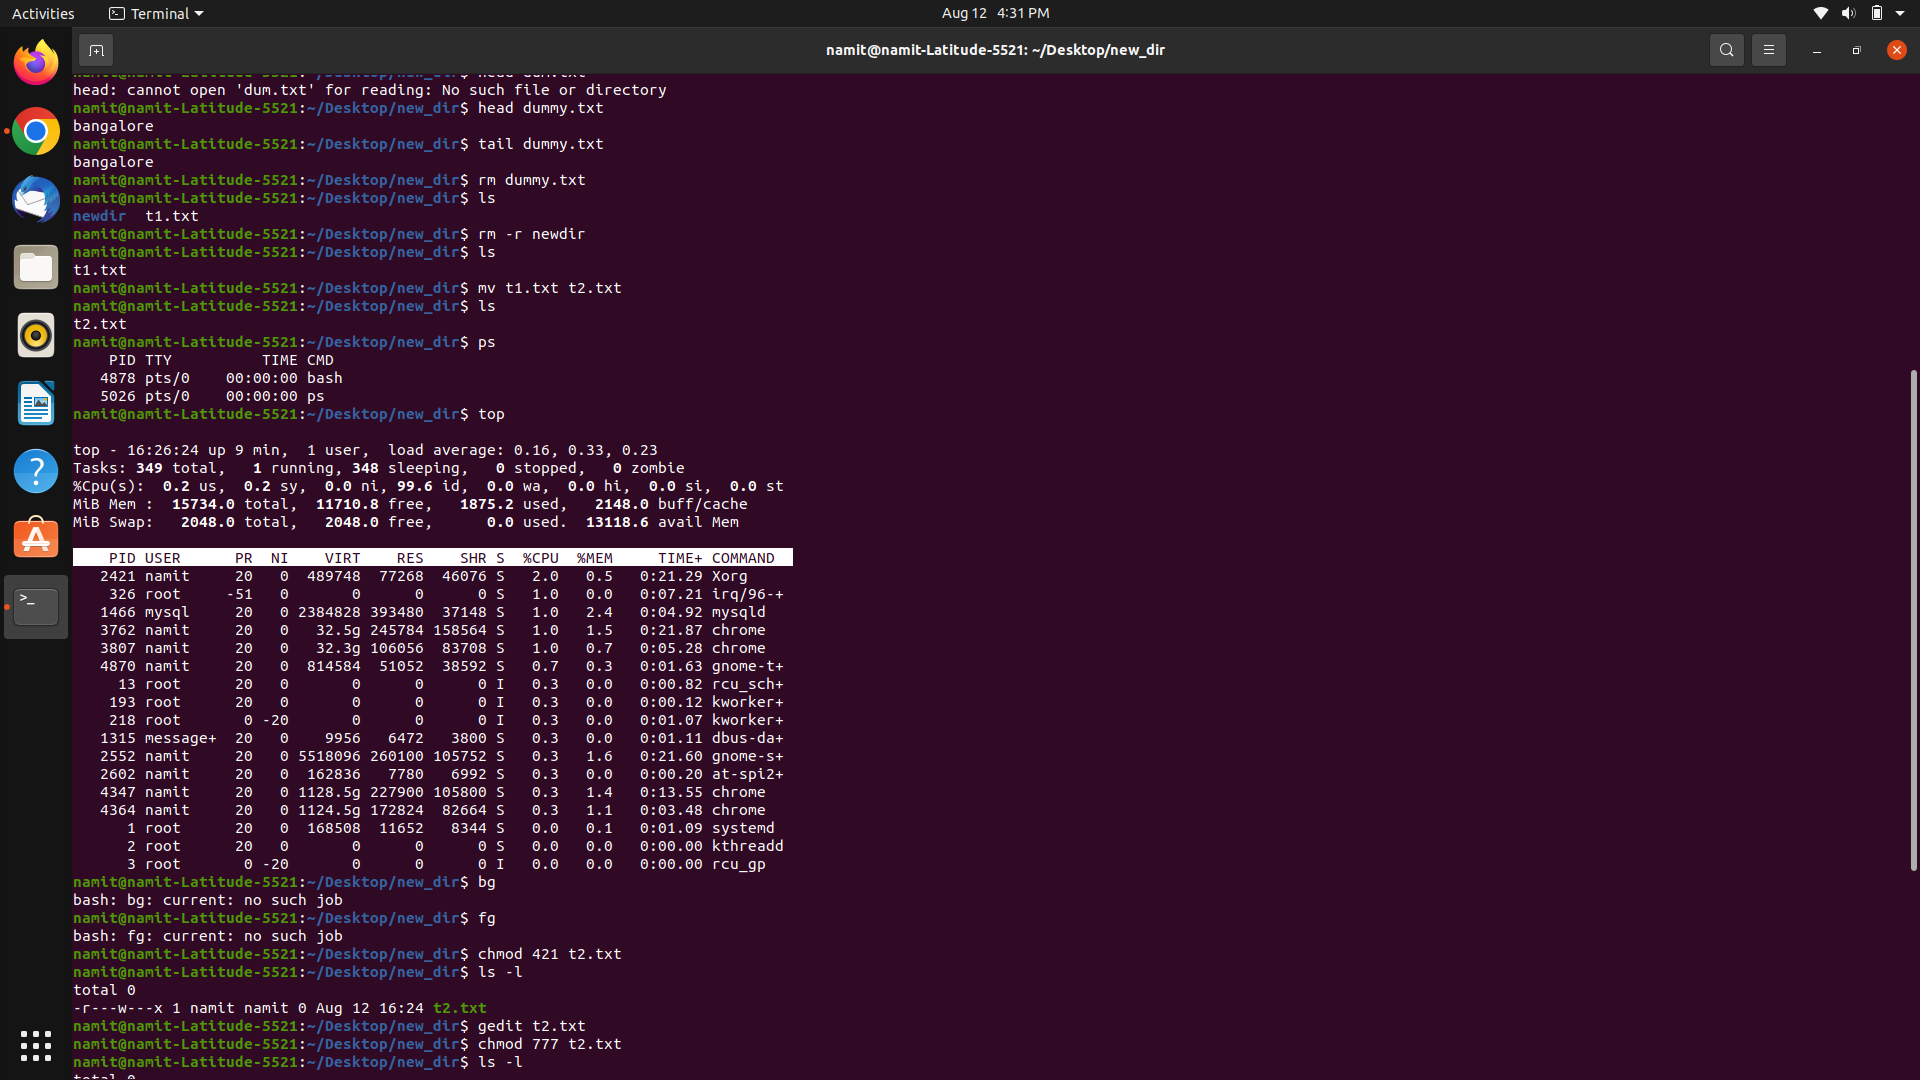 Activities
Terminal
Aug 12 4:31 PM
namit@namit-Latitude-5521: ~/Desktop/new_dir
namit@namit-Latitude-5521:~/Desktop/new_dir$ head dum.txt
head: cannot open 'dum.txt' for reading: No such file or directory
namit@namit-Latitude-5521:~/Desktop/new_dir$ head dummy.txt
bangalore
namit@namit-Latitude-5521:~/Desktop/new_dir$ tail dummy.txt
bangalore
namit@namit-Latitude-5521:~/Desktop/new_dir$ rm dummy.txt
namit@namit-Latitude-5521:~/Desktop/new_dir$ ls
newdir  t1.txt
namit@namit-Latitude-5521:~/Desktop/new_dir$ rm -r newdir
namit@namit-Latitude-5521:~/Desktop/new_dir$ ls
t1.txt
namit@namit-Latitude-5521:~/Desktop/new_dir$ mv t1.txt t2.txt
namit@namit-Latitude-5521:~/Desktop/new_dir$ ls
t2.txt
namit@namit-Latitude-5521:~/Desktop/new_dir$ ps
    PID TTY          TIME CMD
   4878 pts/0    00:00:00 bash
   5026 pts/0    00:00:00 ps
namit@namit-Latitude-5521:~/Desktop/new_dir$ top
top - 16:26:24 up 9 min,  1 user,  load average: 0.16, 0.33, 0.23
Tasks: 349 total,   1 running, 348 sleeping,   0 stopped,   0 zombie
%Cpu(s):  0.2 us,  0.2 sy,  0.0 ni, 99.6 id,  0.0 wa,  0.0 hi,  0.0 si,  0.0 st
MiB Mem :  15734.0 total,  11710.8 free,   1875.2 used,   2148.0 buff/cache
MiB Swap:   2048.0 total,   2048.0 free,      0.0 used.  13118.6 avail Mem
    PID USER      PR  NI    VIRT    RES    SHR S  %CPU  %MEM     TIME+ COMMAND
   2421 namit     20   0  489748  77268  46076 S   2.0   0.5   0:21.29 Xorg
    326 root     -51   0       0      0      0 S   1.0   0.0   0:07.21 irq/96-+
   1466 mysql     20   0 2384828 393480  37148 S   1.0   2.4   0:04.92 mysqld
   3762 namit     20   0   32.5g 245784 158564 S   1.0   1.5   0:21.87 chrome
   3807 namit     20   0   32.3g 106056  83708 S   1.0   0.7   0:05.28 chrome
   4870 namit     20   0  814584  51052  38592 S   0.7   0.3   0:01.63 gnome-t+
     13 root      20   0       0      0      0 I   0.3   0.0   0:00.82 rcu_sch+
    193 root      20   0       0      0      0 I   0.3   0.0   0:00.12 kworker+
    218 root       0 -20       0      0      0 I   0.3   0.0   0:01.07 kworker+
   1315 message+  20   0    9956   6472   3800 S   0.3   0.0   0:01.11 dbus-da+
   2552 namit     20   0 5518096 260100 105752 S   0.3   1.6   0:21.60 gnome-s+
   2602 namit     20   0  162836   7780   6992 S   0.3   0.0   0:00.20 at-spi2+
   4347 namit     20   0 1128.5g 227900 105800 S   0.3   1.4   0:13.55 chrome
   4364 namit     20   0 1124.5g 172824  82664 S   0.3   1.1   0:03.48 chrome
      1 root      20   0  168508  11652   8344 S   0.0   0.1   0:01.09 systemd
      2 root      20   0       0      0      0 S   0.0   0.0   0:00.00 kthreadd
      3 root       0 -20       0      0      0 I   0.0   0.0   0:00.00 rcu_gp
namit@namit-Latitude-5521:~/Desktop/new_dir$ bg
bash: bg: current: no such job
namit@namit-Latitude-5521:~/Desktop/new_dir$ fg
bash: fg: current: no such job
namit@namit-Latitude-5521:~/Desktop/new_dir$ chmod 421 t2.txt
namit@namit-Latitude-5521:~/Desktop/new_dir$ ls -l
total 0
-r---w---x 1 namit namit 0 Aug 12 16:24 t2.txt
namit@namit-Latitude-5521:~/Desktop/new_dir$ gedit t2.txt
namit@namit-Latitude-5521:~/Desktop/new_dir$ chmod 777 t2.txt
namit@namit-Latitude-5521:~/Desktop/new_dir$ ls -l
total 0